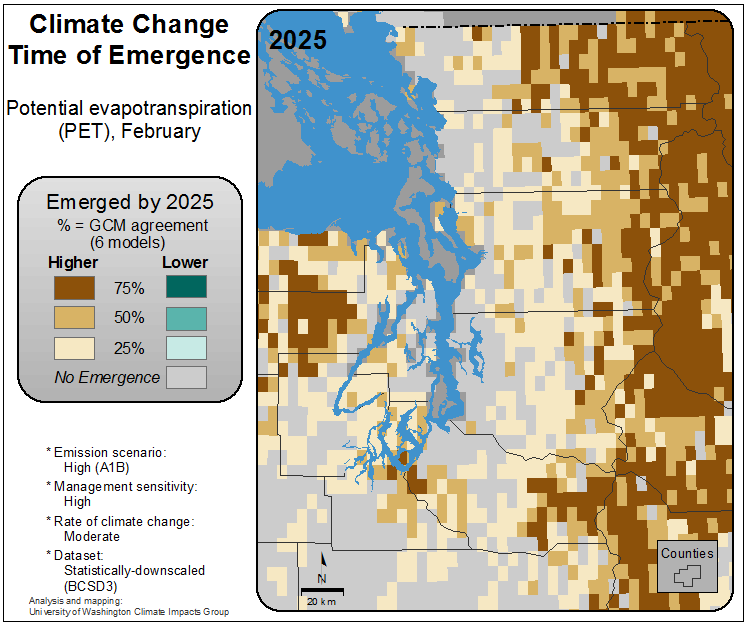 Climate Change
Time of Emergence
Potential evapotranspiration
(PET), February
Emerged by 2025
% = GCM agreement
(6 models)
Higher Lower
75%
50%
25%
No Emergence
* Emission scenario:
High (A1B)
* Management sensitivity:
High
* Rate of climate change:
Moderate
* Dataset:
Statistically-downscaled
(BCSD3)
Analysis and mapping:
University of Washington Climate Impacts Group
2025
N
20 km
Counties